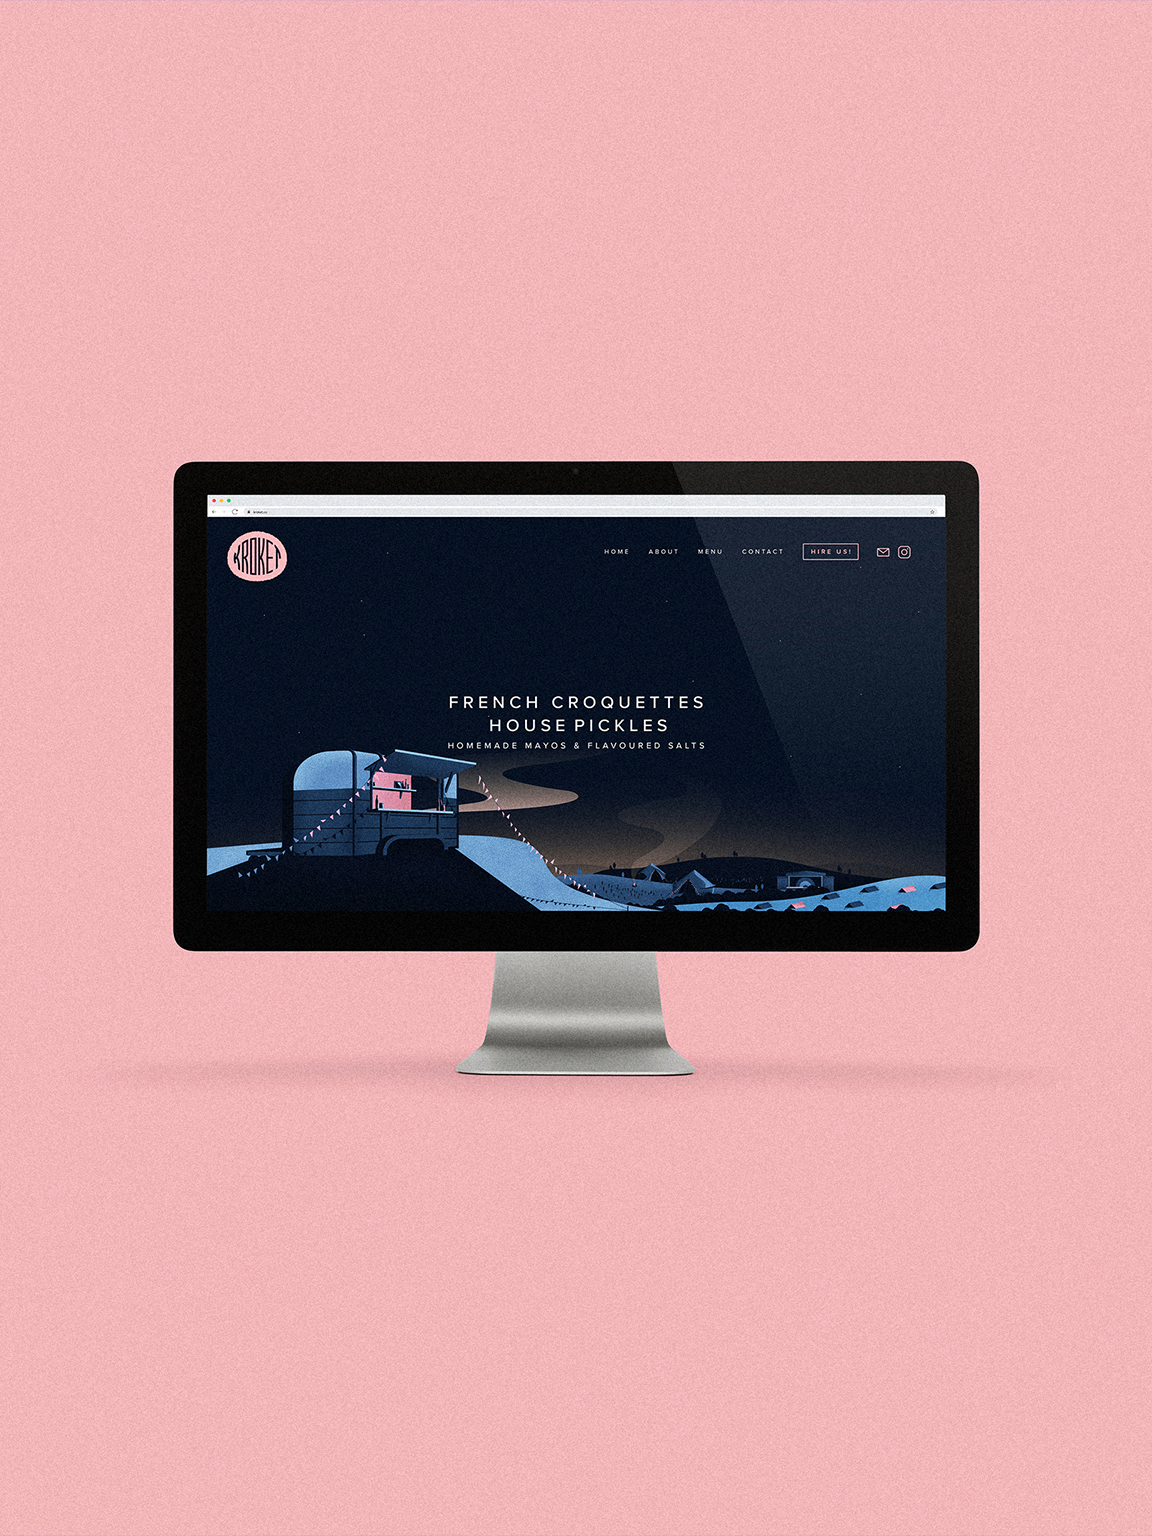 KROKET
HOME ABOUT MENU CONTACT HIRE US!
FRENCH CROQUETTES
HOUSE PICKLES
HOMEMADE MAYOS & FLAVOURED SALTS